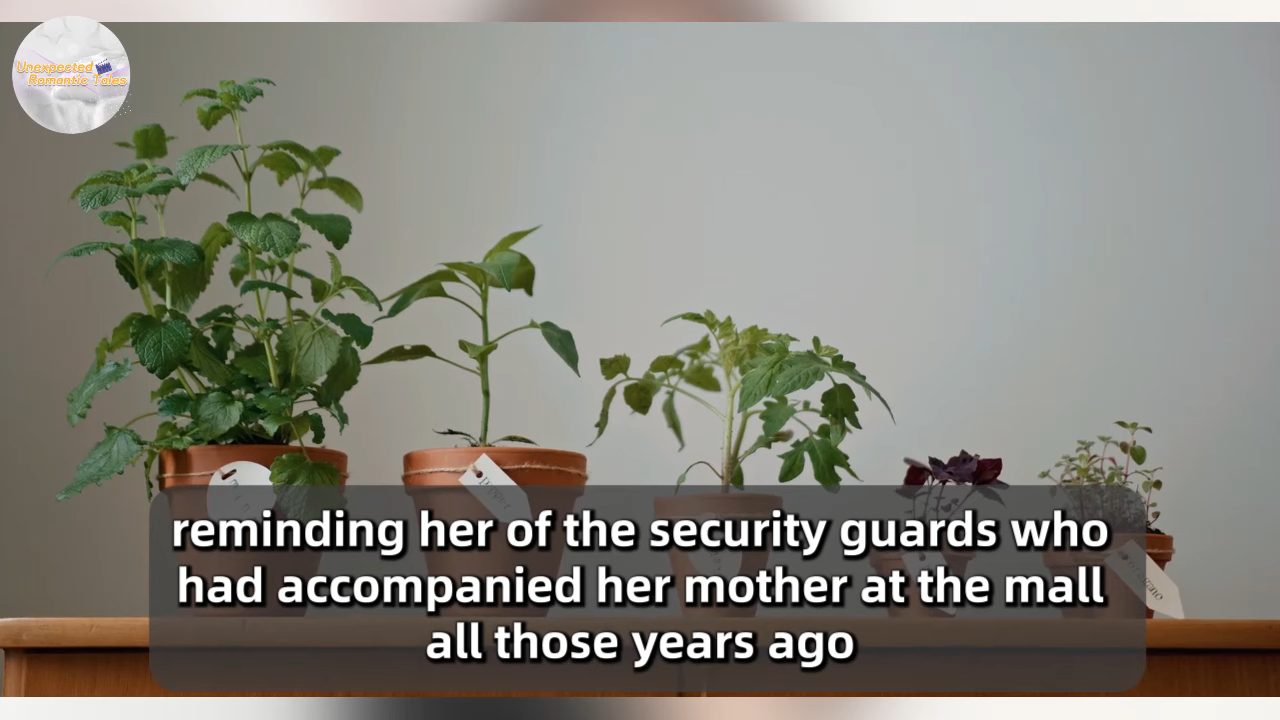 Unexpected
Romantic Tales
reminding her of the security guards who
had accompanied her mother at the mall
all those years ago